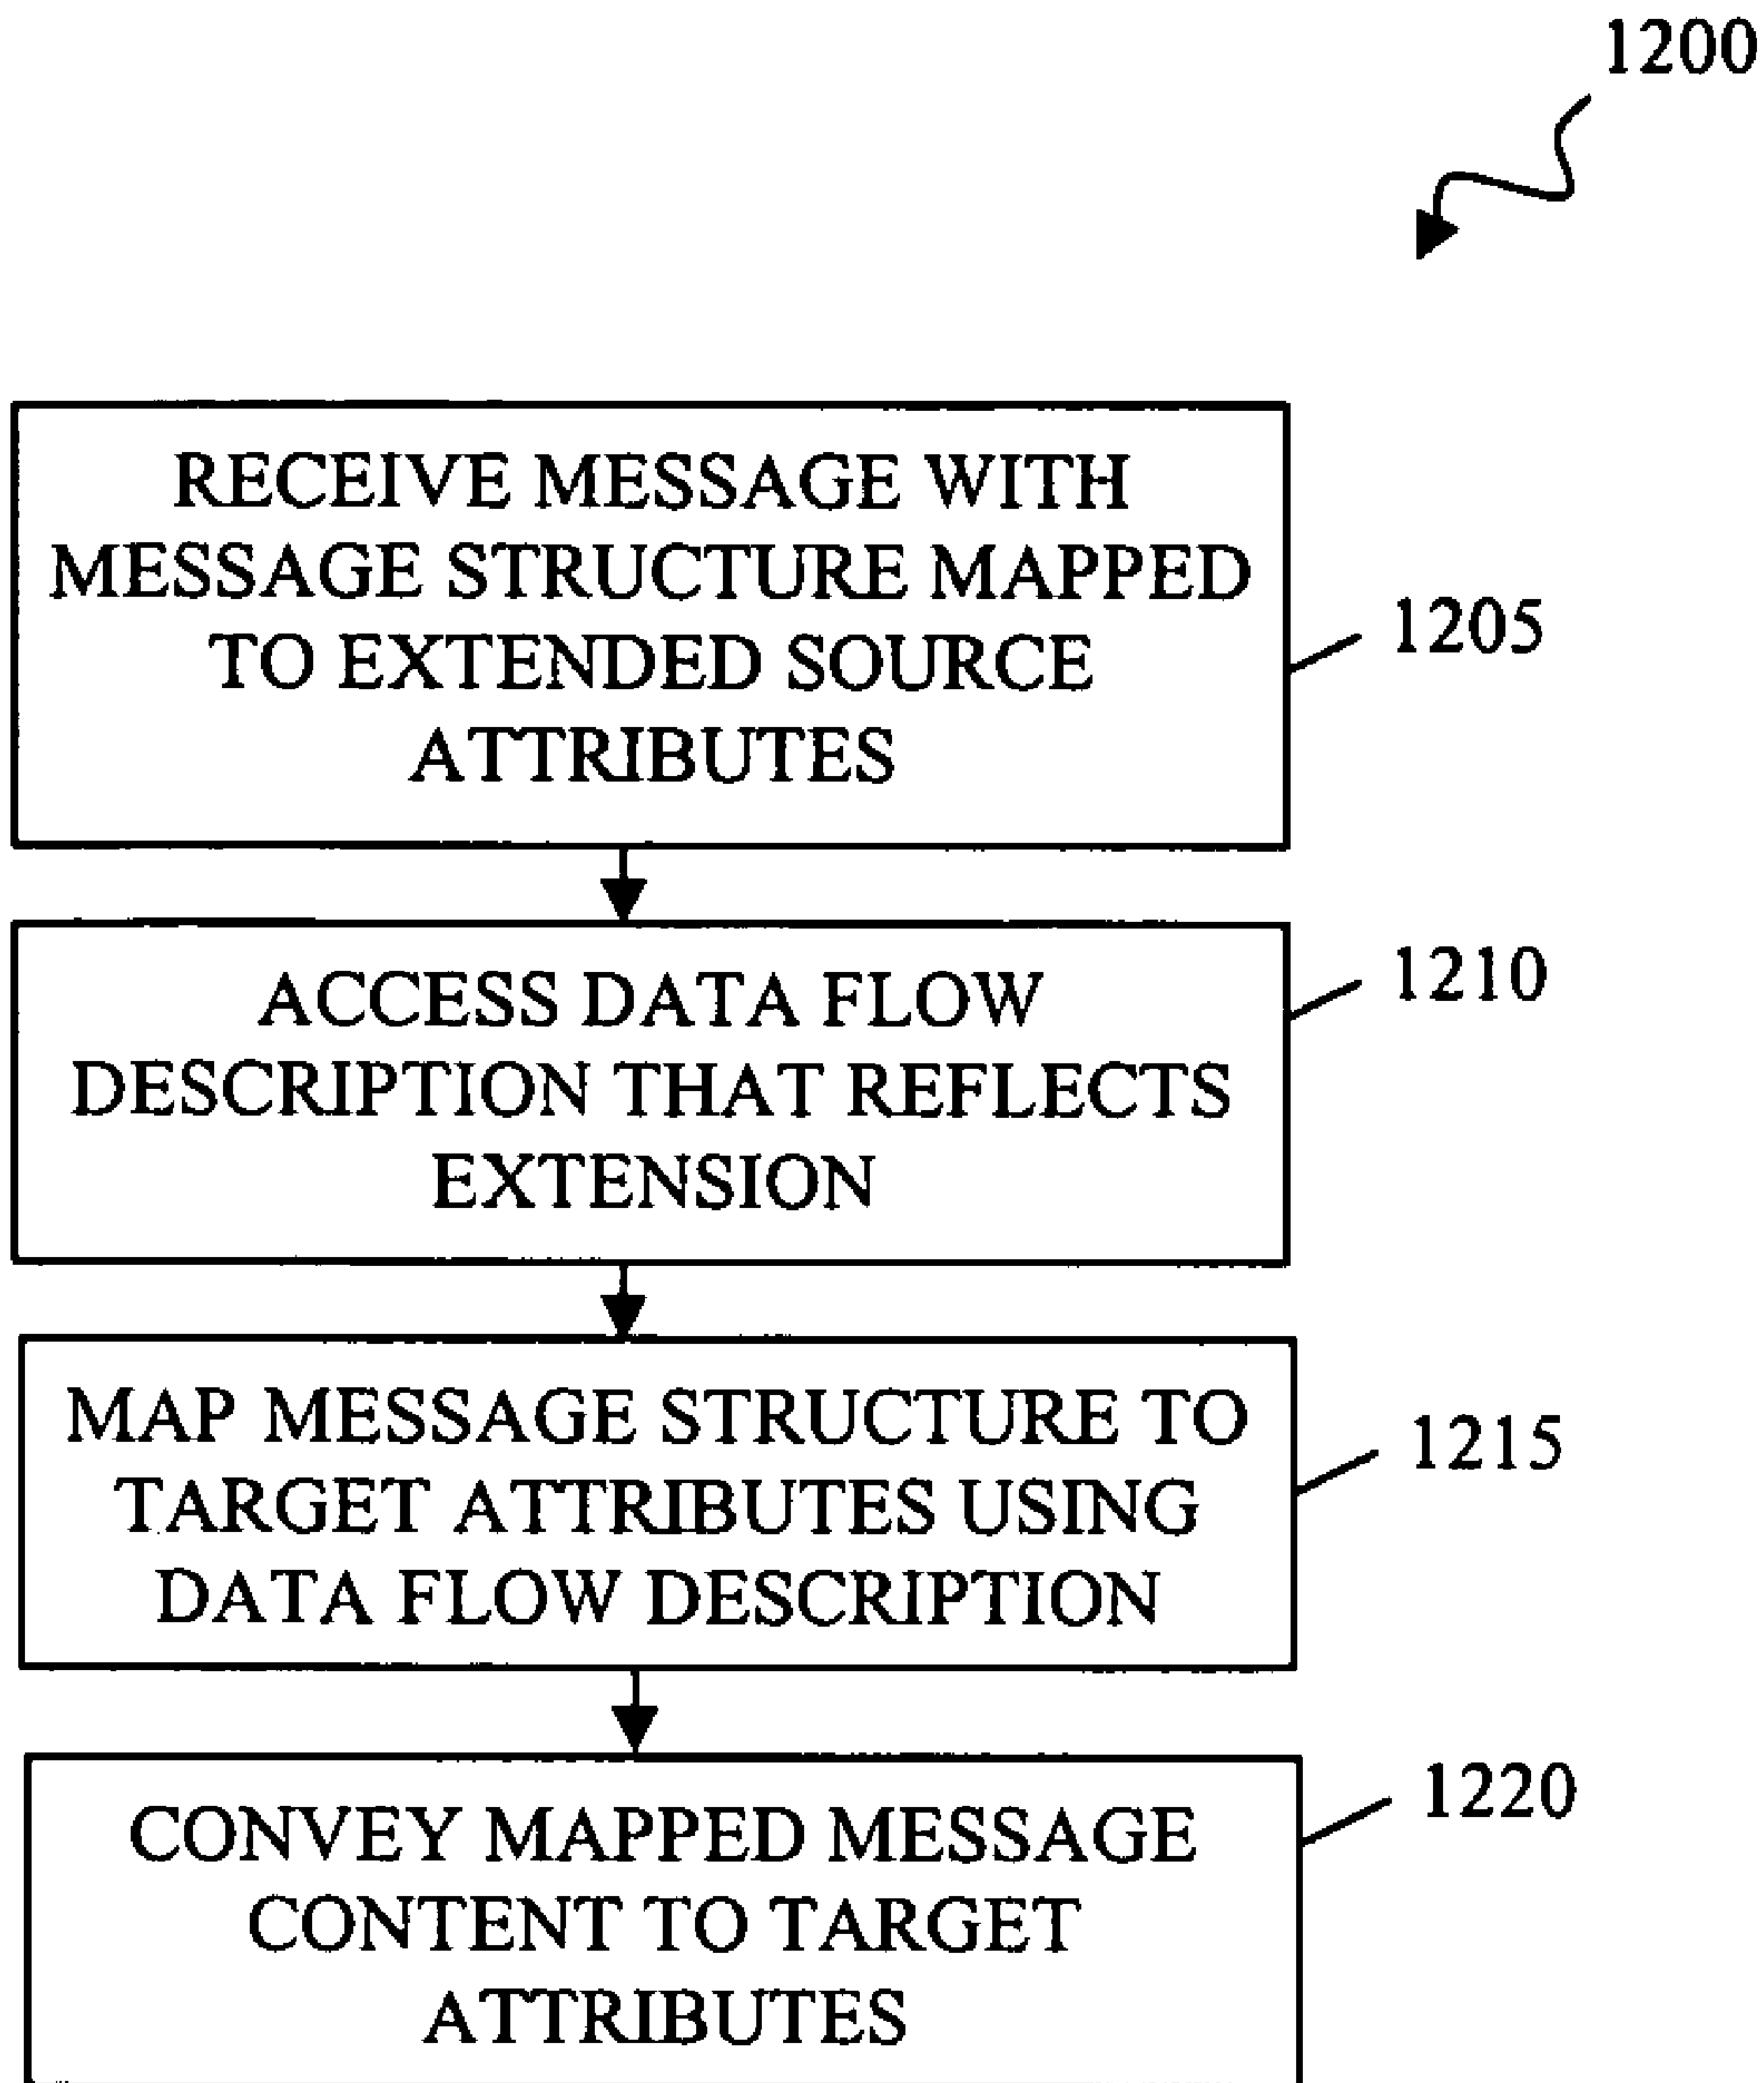 1200
RECEIVE MESSAGE WITH
MESSAGE STRUCTURE MAPPED
TO EXTENDED SOURCE
ATTRIBUTES
1205
ACCESS DATA FLOW
DESCRIPTION THAT REFLECTS
EXTENSION
1210
MAP MESSAGE STRUCTURE TO
TARGET ATTRIBUTES USING
DATA FLOW DESCRIPTION
1215
CONVEY MAPPED MESSAGE
CONTENT TO TARGET
ATTRIBUTES
1220